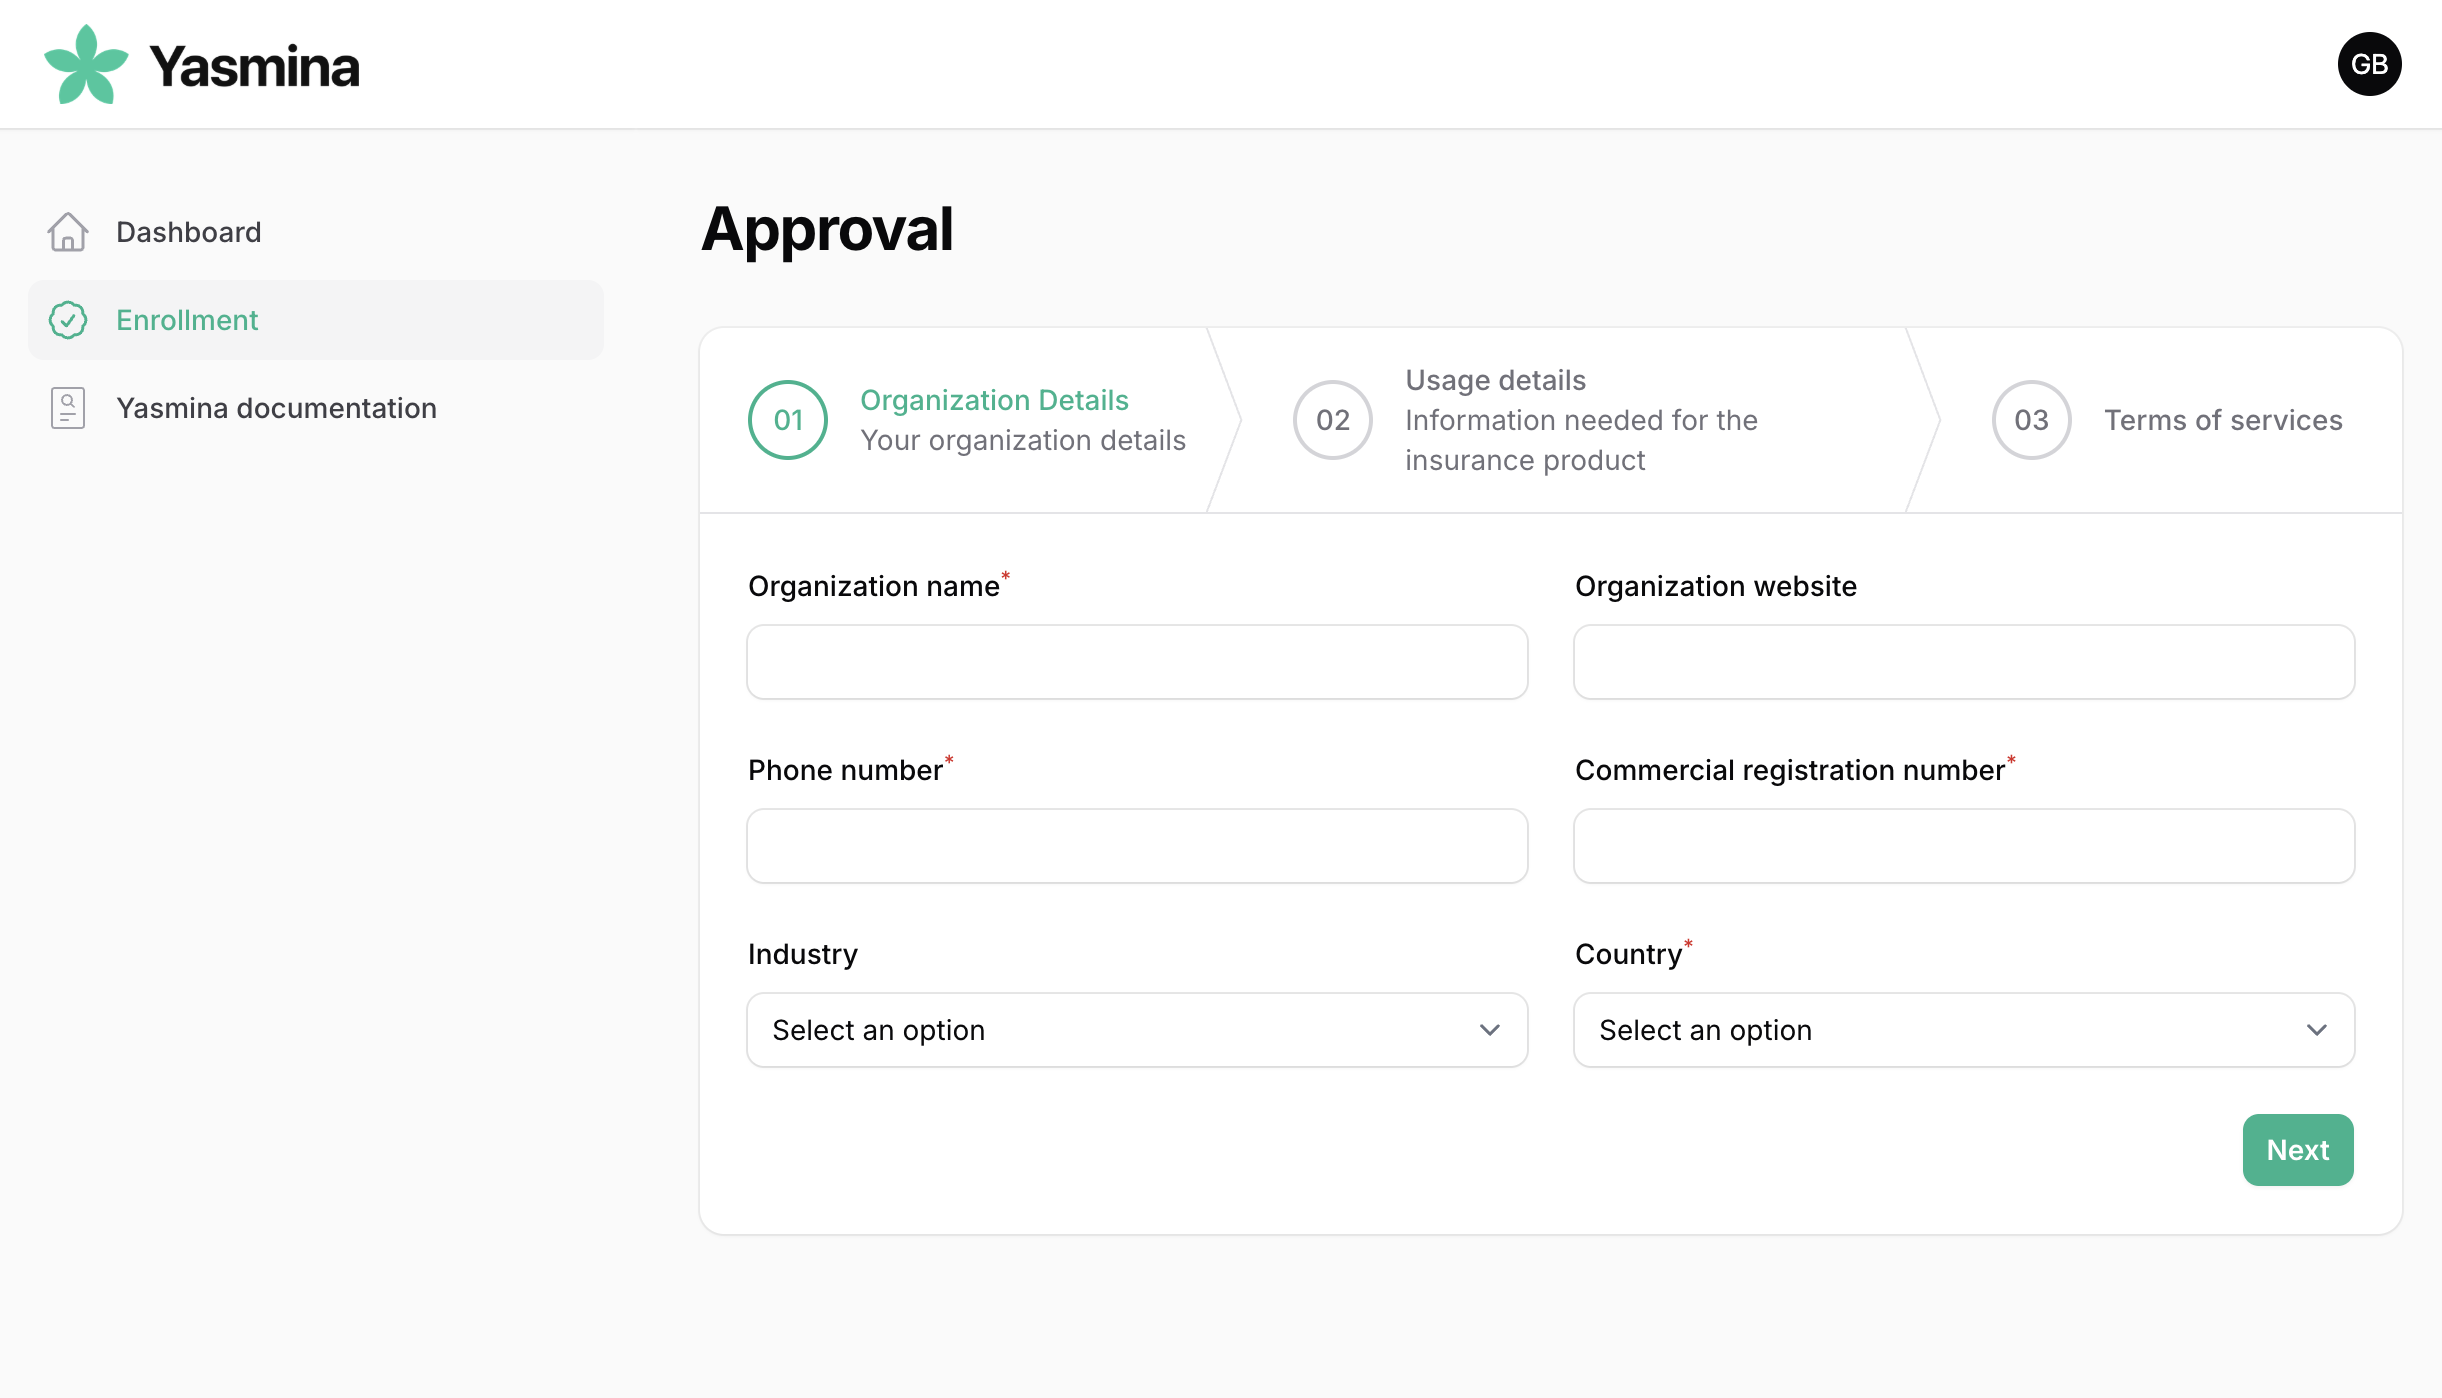 Yasmina
GB
Dashboard
Enrollment
Yasmina documentation
Approval
01
Organization Details
Your organization details
02
Usage details
Information needed for the
insurance product
03
Terms of services
Organization name*
Organization website
Phone number*
Commercial registration number*
Industry
Country*
Select an option
Select an option
Next